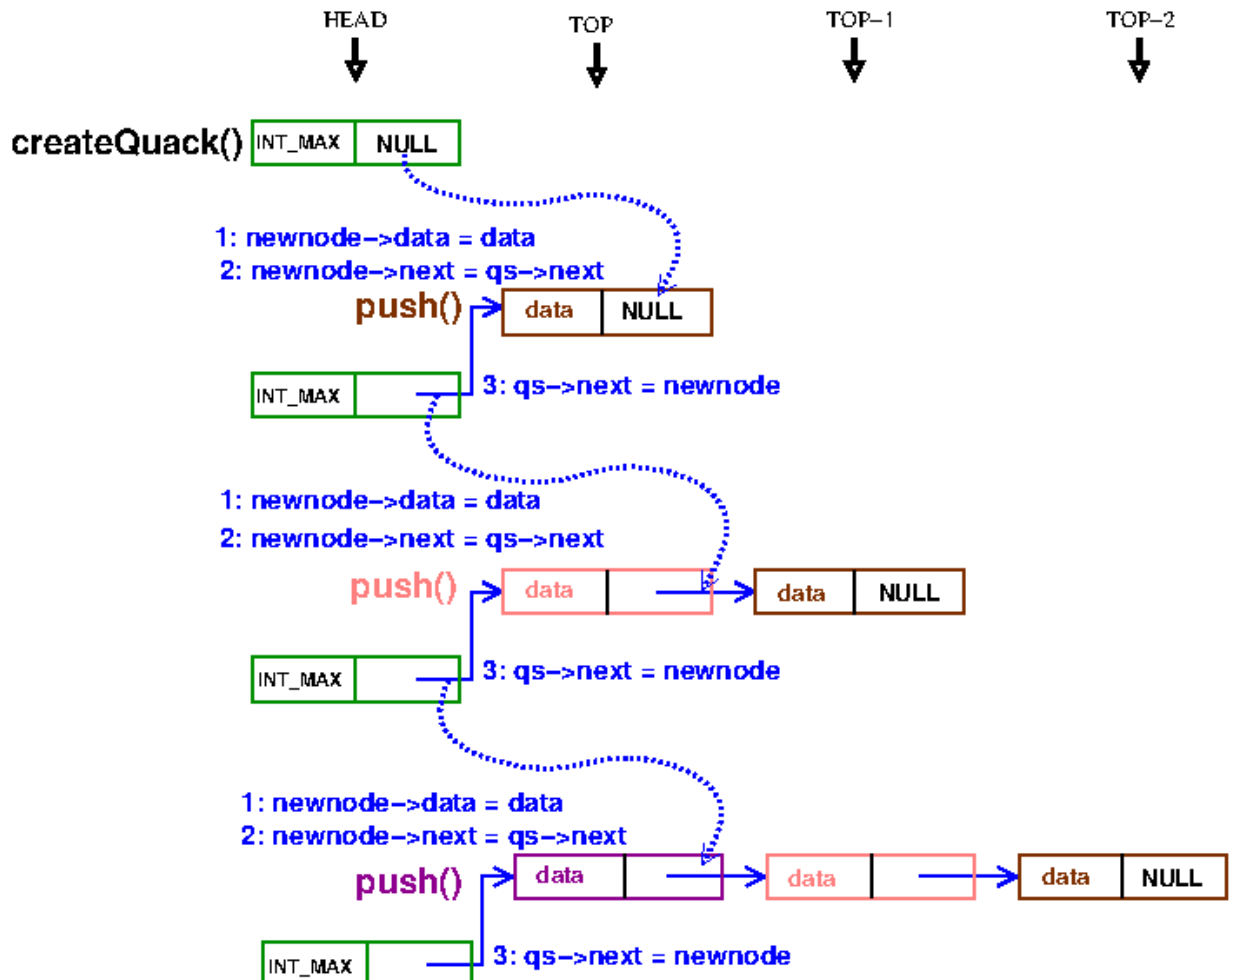 HEAD TOP TOP-1 TOP-2
createQuack() INT_MAX NULL
1: newnode->data = data
2: newnode->next = qs->next
push() data NULL
INT_MAX 3: qs->next = newnode
1: newnode->data = data
2: newnode->next = qs->next
push() data data NULL
INT_MAX 3: qs->next = newnode
1: newnode->data = data
2: newnode->next = qs->next
push() data data data NULL
INT_MAX 3: qs->next = newnode